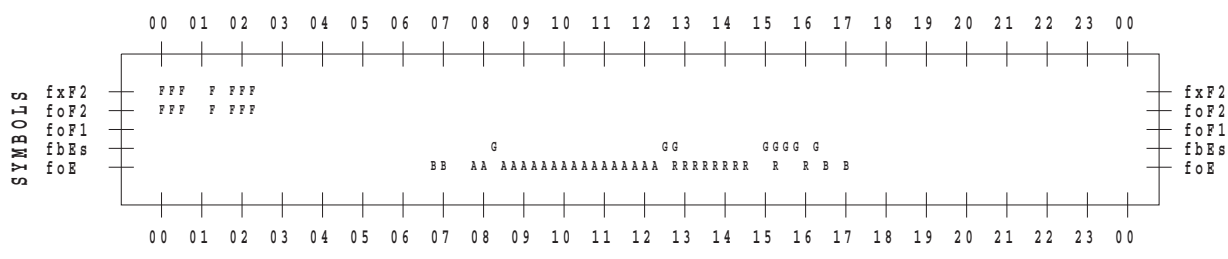 00 01 02 03 04 05 06 07 08 09 10 11 12 13 14 15 16 17 18 19 20 21 22 23 00
SYMBOLS
fxF2 FFF F FFF fxF2
foF2 FFF F FFF foF2
foF1 foF1
fbEs G GG GGGG G fbEs
foE BB AA AAAAAAAAAAAAAAAA RRRRRRRR R R B B foE
00 01 02 03 04 05 06 07 08 09 10 11 12 13 14 15 16 17 18 19 20 21 22 23 00